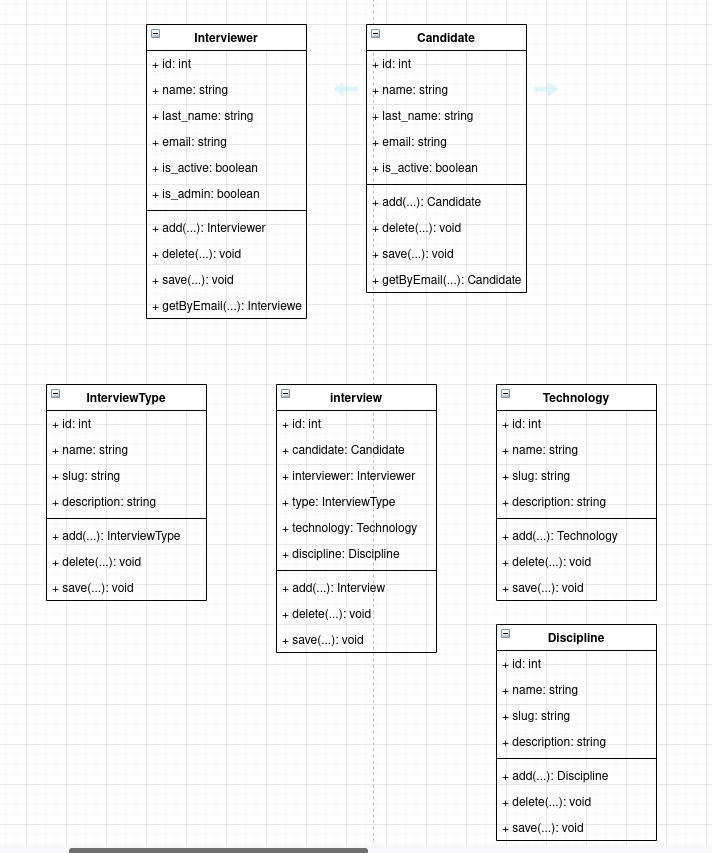 Interviewer
+ id: int
+ name: string
+ last_name: string
+ email: string
+ is_active: boolean
+ is_admin: boolean
+ add(...): Interviewer
+ delete(...): void
+ save(...): void
+ getByEmail(...): Interviewe
Candidate
+ id: int
+ name: string
+ last_name: string
+ email: string
+ is_active: boolean
+ add(...): Candidate
+ delete(...): void
+ save(...): void
+ getByEmail(...): Candidate
InterviewType
+ id: int
+ name: string
+ slug: string
+ description: string
+ add(...): InterviewType
+ delete(...): void
+ save(...): void
interview
+ id: int
+ candidate: Candidate
+ interviewer: Interviewer
+ type: InterviewType
+ technology: Technology
+ discipline: Discipline
+ add(...): Interview
+ delete(...): void
+ save(...): void
Technology
+ id: int
+ name: string
+ slug: string
+ description: string
+ add(...): Technology
+ delete(...): void
+ save(...): void
Discipline
+ id: int
+ name: string
+ slug: string
+ description: string
+ add(...): Discipline
+ delete(...): void
+ save(...): void